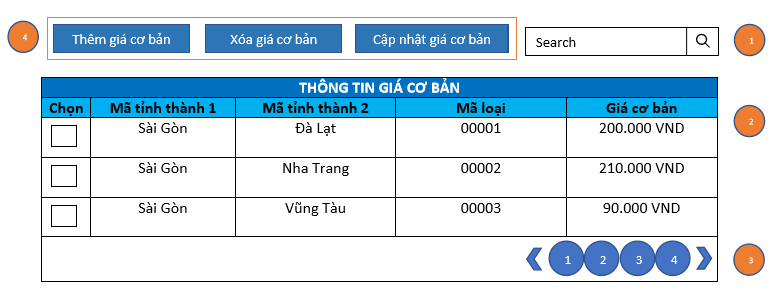 4 Thêm giá cơ bản Xóa giá cơ bản Cập nhật giá cơ bản Search 1
THÔNG TIN GIÁ CƠ BẢN
Chọn Mã tỉnh thành 1 Mã tỉnh thành 2 Mã loại Giá cơ bản 2
Sài Gòn Đà Lạt 00001 200.000 VND
Sài Gòn Nha Trang 00002 210.000 VND
Sài Gòn Vũng Tàu 00003 90.000 VND
1 2 3 4 3